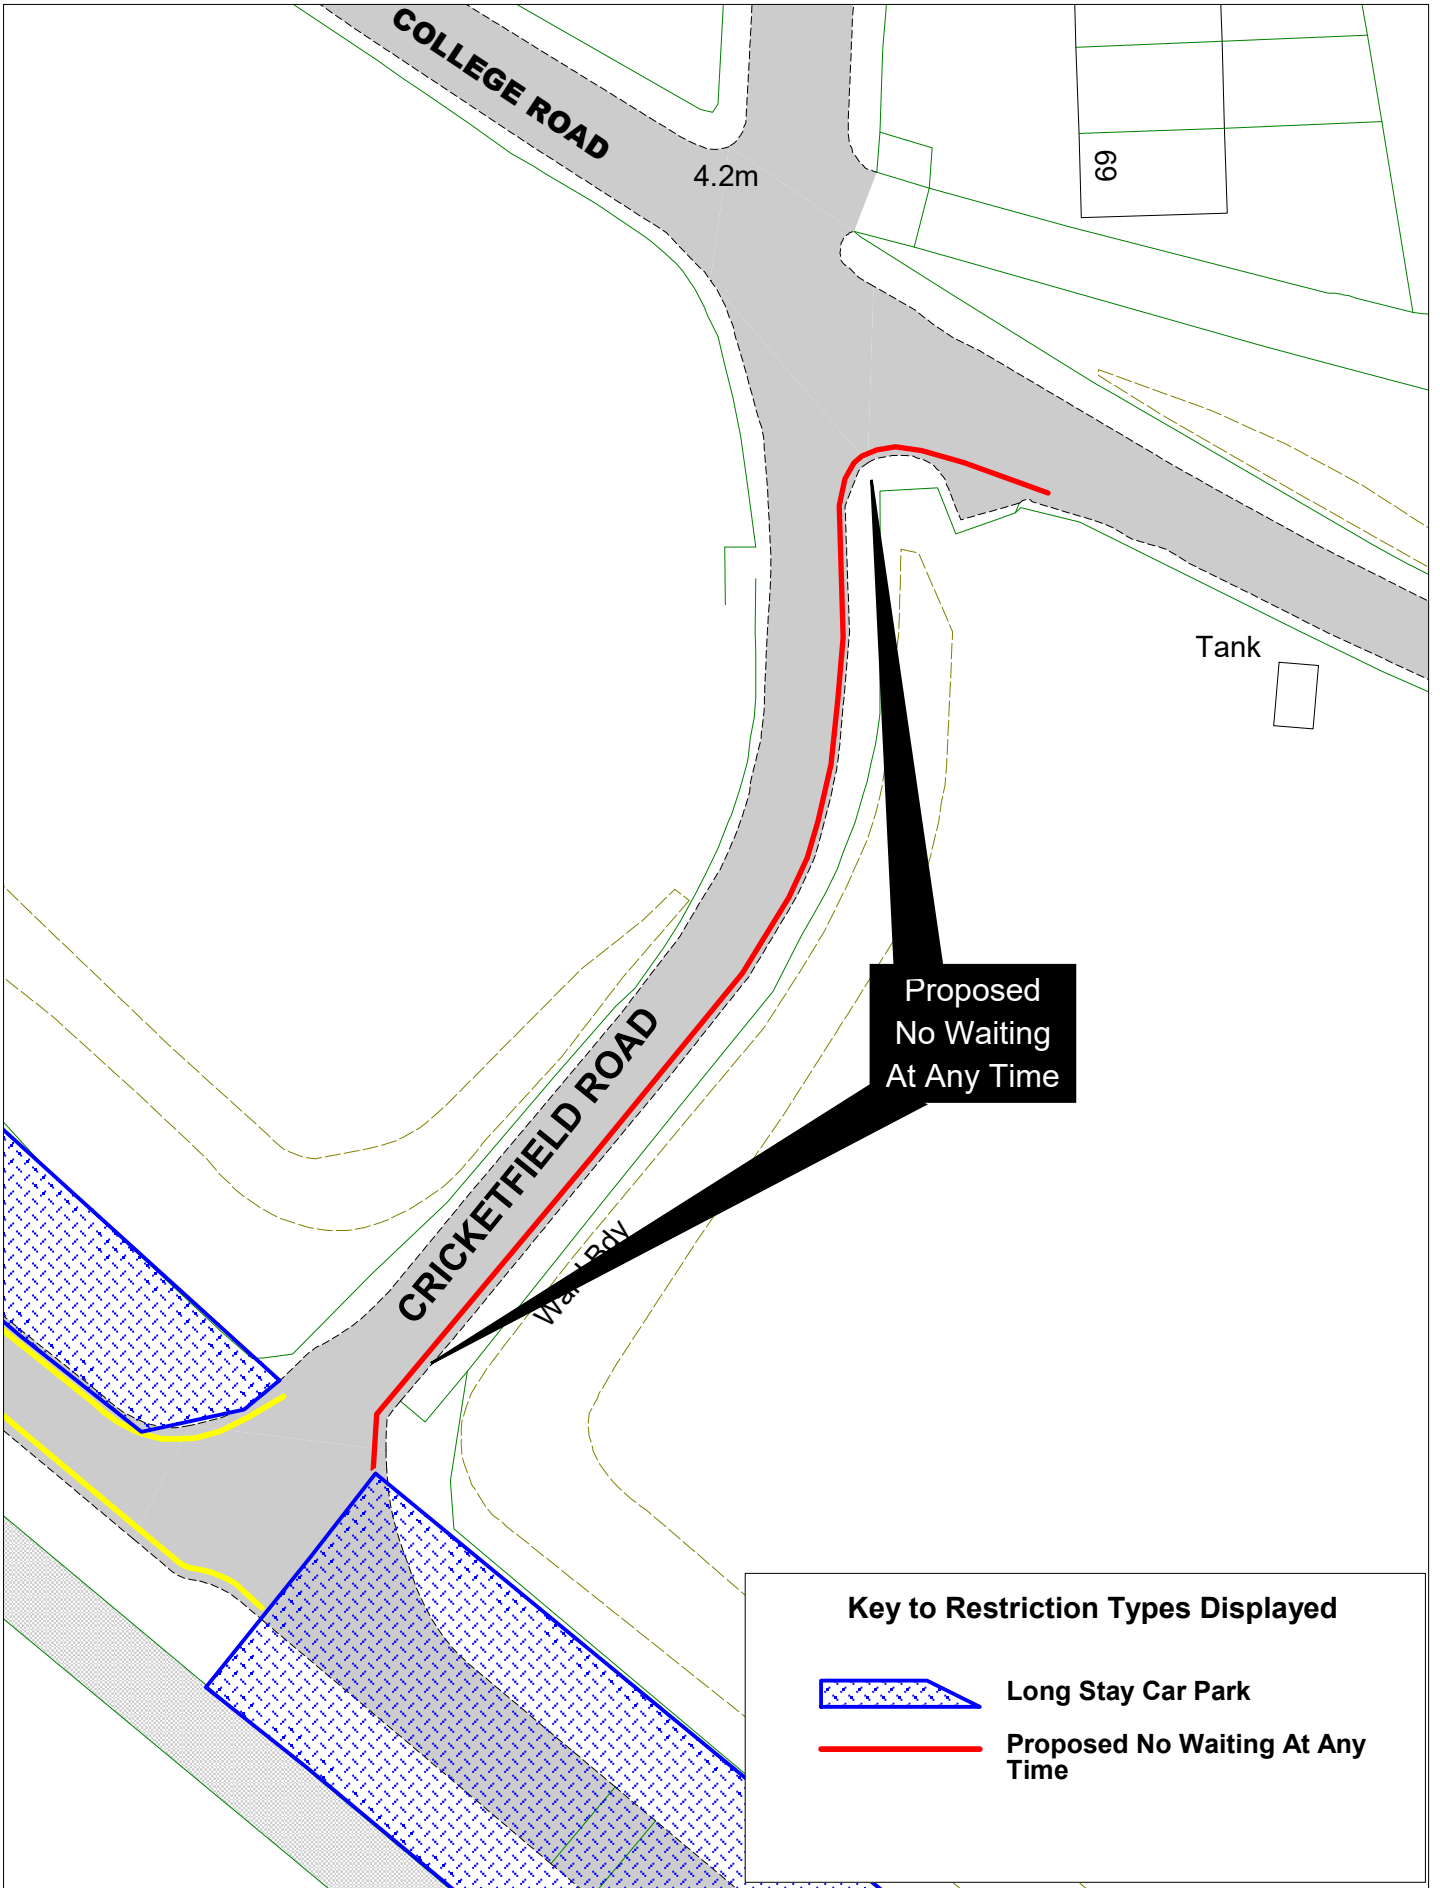 COLLEGE ROAD
4.2m
69
Tank
Proposed
No Waiting
At Any Time
CRICKETFIELD ROAD
Bdy
Key to Restriction Types Displayed
Long Stay Car Park
Proposed No Waiting At Any
Time